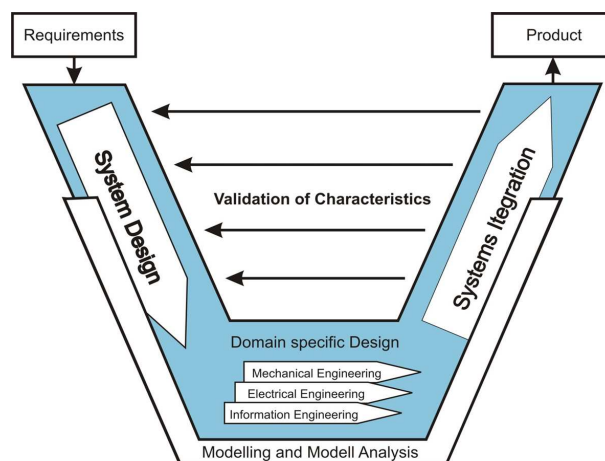 Requirements
Product
System Design
Validation of Characteristics
Systems Itegration
Domain specific Design
Mechanical Engineering
Electrical Engineering
Information Engineering
Modelling and Modell Analysis